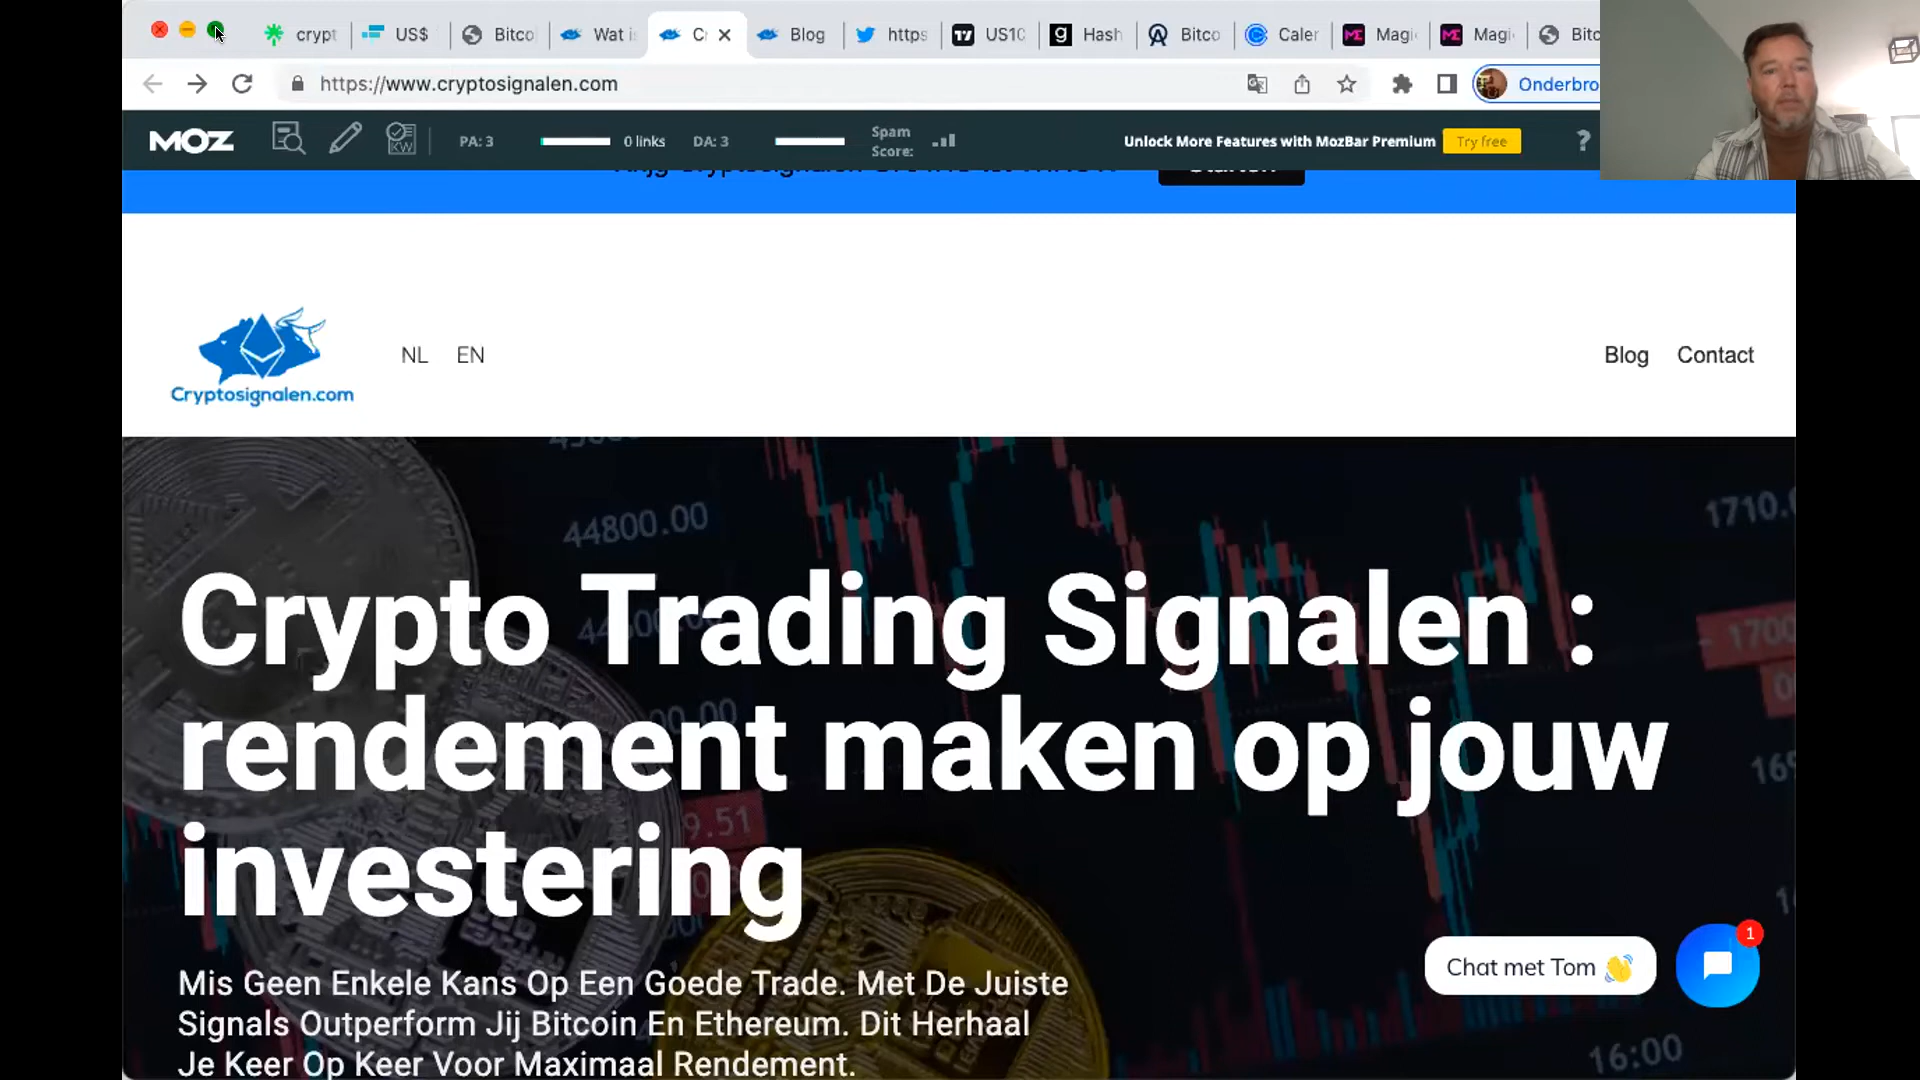 crypt US$ Bitco Wat i C Blog https US10 Hash Bitco Caler Magi Magi Bitc
https://www.cryptosignalen.com
Onderbro
MOZ PA: 3 0 links DA: 3 Spam Score: Unlock More Features with MozBar Premium Try free ?
Cryptosignalen.com
NL EN
Blog Contact
44800.00
1710.
1700
9.51
16:00
Crypto Trading Signalen :
rendement maken op jouw
investering
Mis Geen Enkele Kans Op Een Goede Trade. Met De Juiste
Signals Outperform Jij Bitcoin En Ethereum. Dit Herhaal
Je Keer Op Keer Voor Maximaal Rendement.
Chat met Tom 👋
1